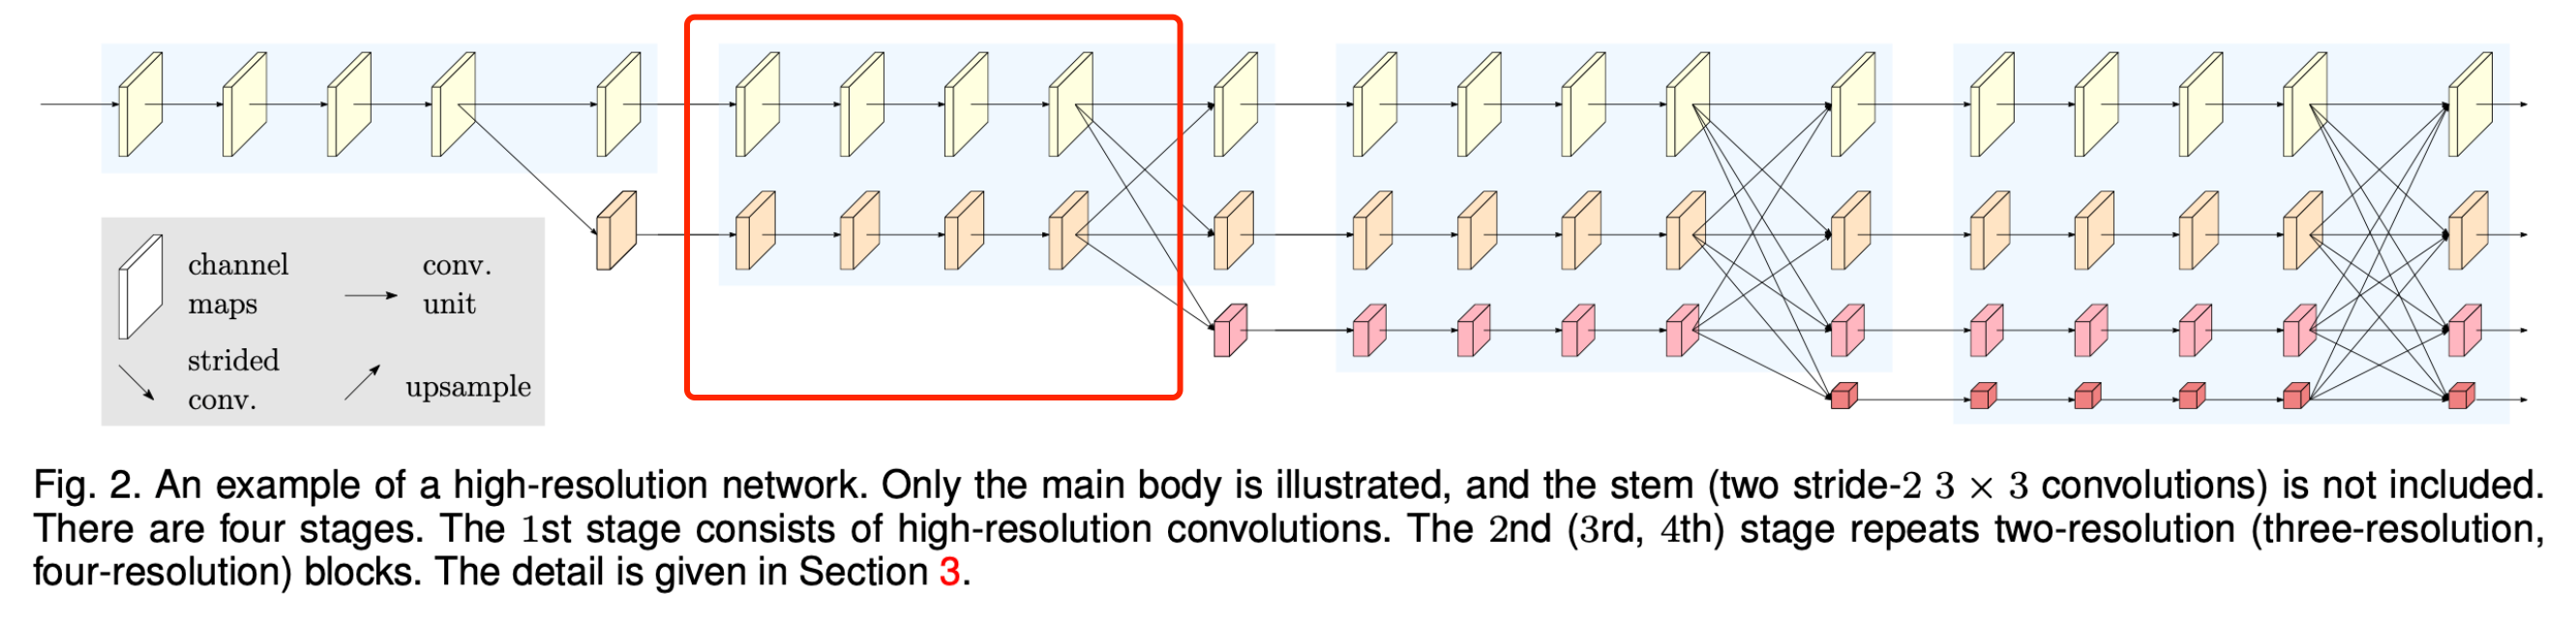 channel
maps
conv.
unit
strided
conv.
upsample
Fig. 2. An example of a high-resolution network. Only the main body is illustrated, and the stem (two stride-2 3 × 3 convolutions) is not included.
There are four stages. The 1st stage consists of high-resolution convolutions. The 2nd (3rd, 4th) stage repeats two-resolution (three-resolution,
four-resolution) blocks. The detail is given in Section 3.